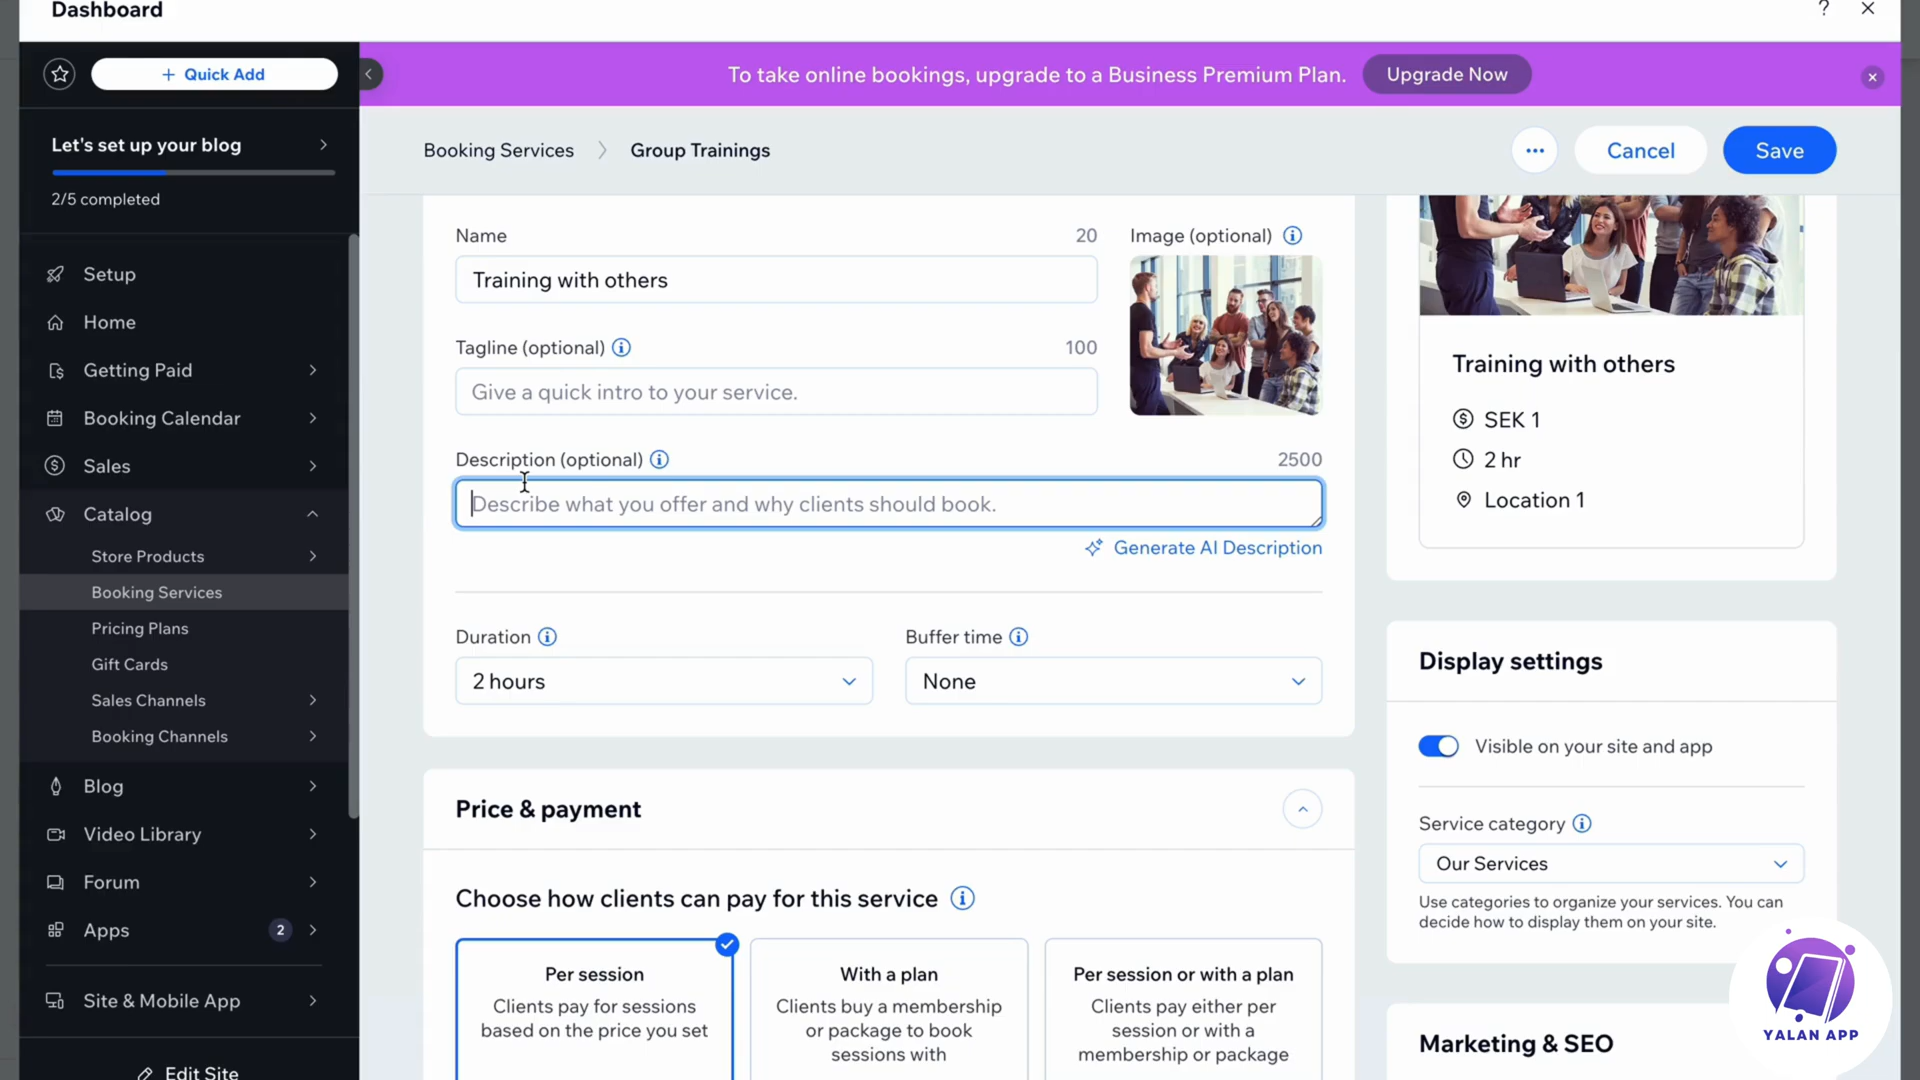 Dashboard
?
Quick Add
To take online bookings, upgrade to a Business Premium Plan.
Upgrade Now
Let's set up your blog
2/5 completed
Booking Services
Group Trainings
Cancel
Save
Setup
Home
Getting Paid
Booking Calendar
Sales
Catalog
Store Products
Booking Services
Pricing Plans
Gift Cards
Sales Channels
Booking Channels
Blog
Video Library
Forum
Apps
2
Site & Mobile App
Edit Site
Name
20
Training with others
Image (optional)
Tagline (optional)
100
Give a quick intro to your service.
Description (optional)
2500
Describe what you offer and why clients should book.
Generate AI Description
Duration
Buffer time
2 hours
None
Price & payment
Choose how clients can pay for this service
Per session
Clients pay for sessions
based on the price you set
With a plan
Clients buy a membership
or package to book
sessions with
Per session or with a plan
Clients pay either per
session or with a
membership or package
Training with others
SEK 1
2 hr
Location 1
Display settings
Visible on your site and app
Service category
Our Services
Use categories to organize your services. You can
decide how to display them on your site.
Marketing & SEO
YALAN APP